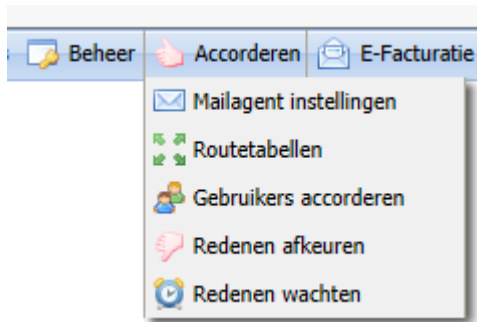 Beheer Accorderen E-Facturatie
Mailagent instellingen
Routetabellen
Gebruikers accorderen
Redenen afkeuren
Redenen wachten